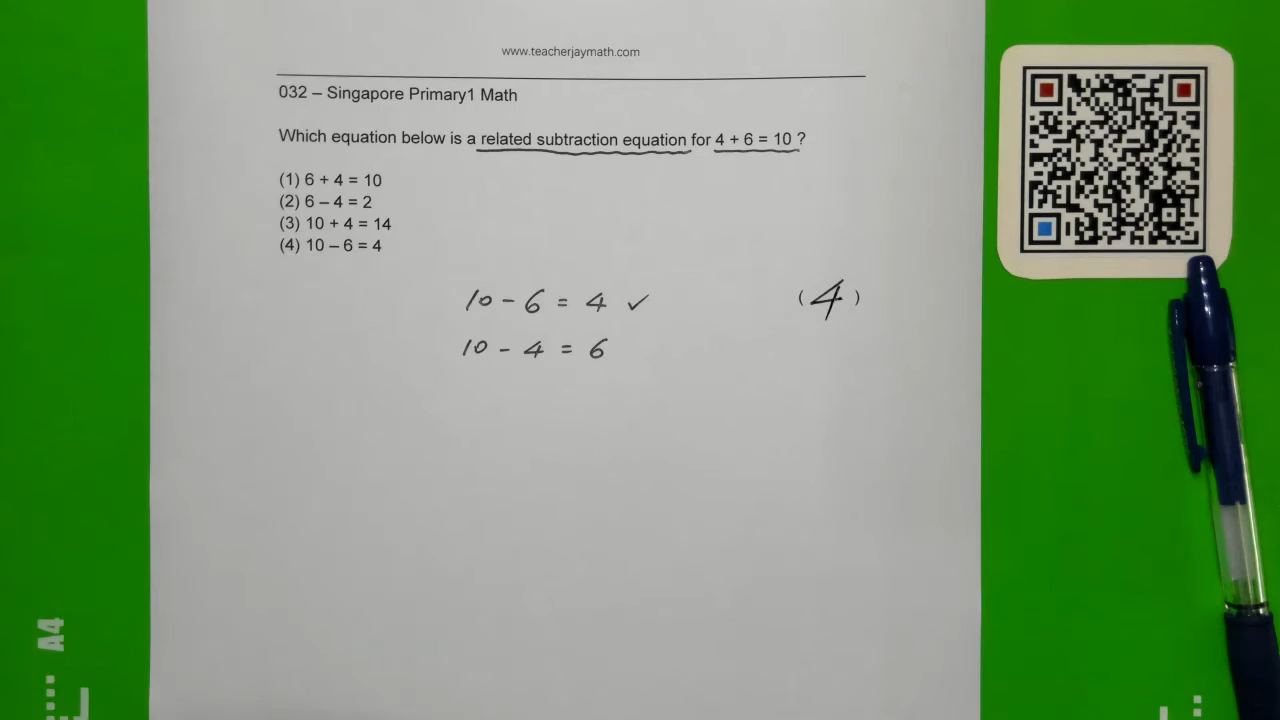 www.teacherjaymath.com
032 – Singapore Primary1 Math
Which equation below is a related subtraction equation for 4 + 6 = 10 ?
(1) 6 + 4 = 10
(2) 6 – 4 = 2
(3) 10 + 4 = 14
(4) 10 – 6 = 4
10 - 6 = 4 ✓
(4)
10 - 4 = 6
A4